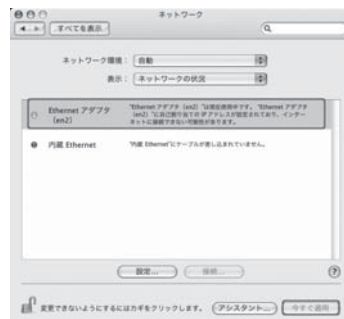 ネットワーク
すべてを表示
ネットワーク環境：自動
表示：ネットワークの状況
Ethernet アダプタ
(en2)
"Ethernet アダプタ (en2)"は現在使用中です。"Ethernet アダプタ
(en2)"に自己割り当ての IP アドレスが設定されており、インター
ネットに接続できない可能性があります。
内蔵 Ethernet
"内蔵 Ethernet"にケーブルが差し込まれていません。
設定...
接続...
?
変更できないようにするにはカギをクリックします。
アシスタント...
今すぐ適用